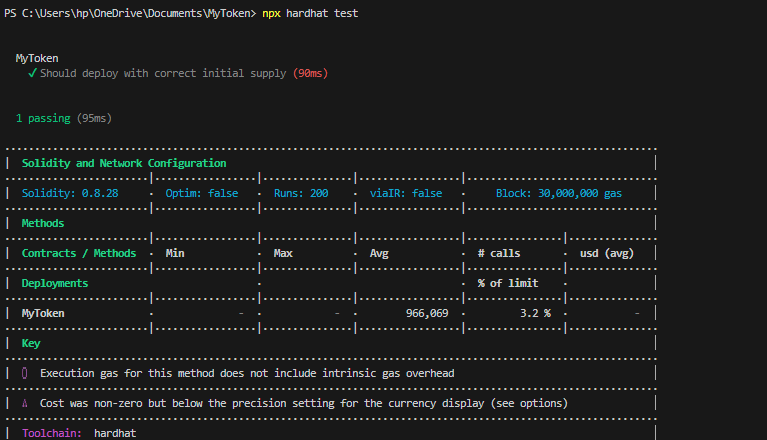 PS C:\Users\hp\OneDrive\Documents\MyToken> npx hardhat test
MyToken
✓ Should deploy with correct initial supply (90ms)
1 passing (95ms)
| Solidity and Network Configuration |
| Solidity: 0.8.28 · Optim: false · Runs: 200 · viaIR: false · Block: 30,000,000 gas |
| Methods |
| Contracts / Methods · Min · Max · Avg · # calls · usd (avg) |
| Deployments · · % of limit · |
| MyToken · - · - · 966,069 · 3.2 % · - |
| Key |
| Execution gas for this method does not include intrinsic gas overhead |
| Cost was non-zero but below the precision setting for the currency display (see options) |
| Toolchain: hardhat |